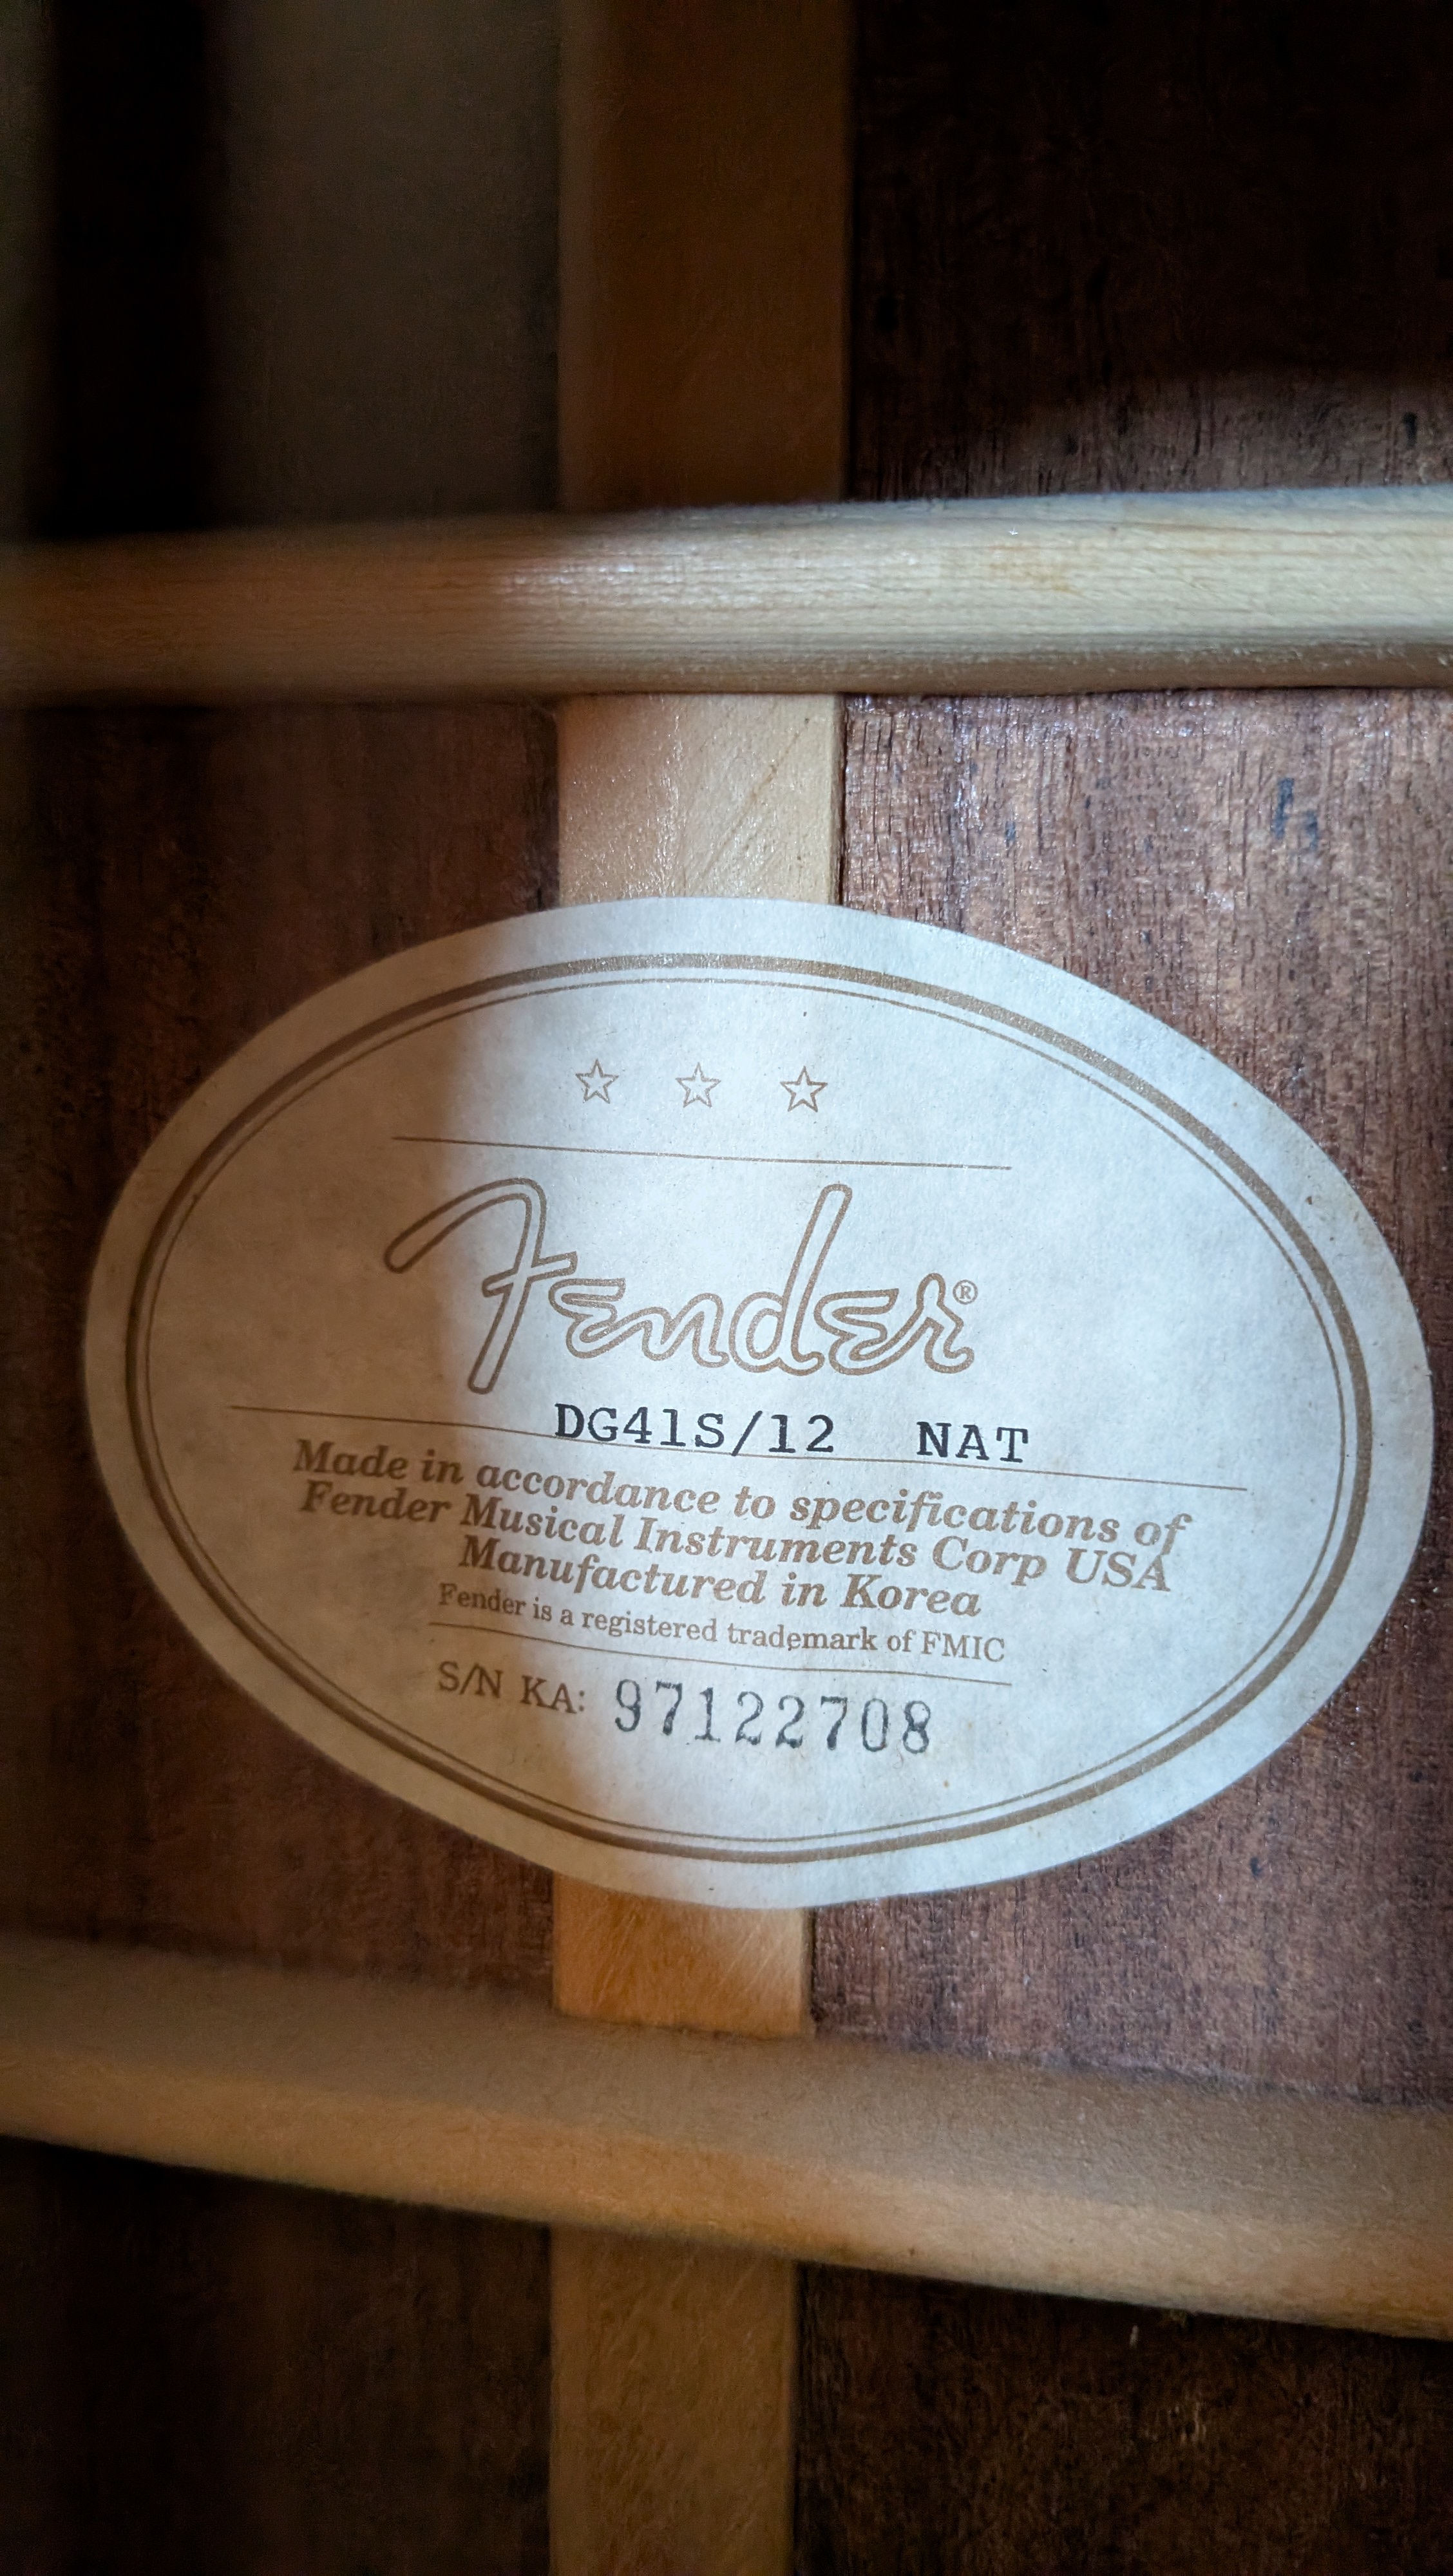 ☆ ☆ ☆
Fender®
DG41S/12 NAT
Made in accordance to specifications of
Fender Musical Instruments Corp USA
Manufactured in Korea
Fender is a registered trademark of FMIC
S/N KA: 97122708